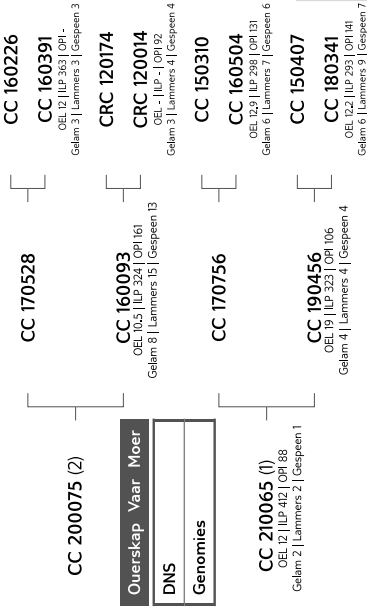 CC 200075 (2)
Ouerskap Vaar Moer
DNS
Genomies
CC 210065 (1)
OEL 12 | ILP 412 | OPI 88
Gelam 2 | Lammers 2 | Gespeen 1
CC 170528
CC 160093
OEL 10.5 | ILP 324 | OPI 161
Gelam 8 | Lammers 15 | Gespeen 13
CC 170756
CC 190456
OEL 19 | ILP 323 | OPI 106
Gelam 4 | Lammers 4 | Gespeen 4
CC 160226
CC 160391
OEL 12 | ILP 363 | OPI -
Gelam 3 | Lammers 3 | Gespeen 3
CRC 120174
CRC 120014
OEL - | ILP - | OPI 92
Gelam 3 | Lammers 4 | Gespeen 4
CC 150310
CC 160504
OEL 12,9 | ILP 298 | OPI 131
Gelam 6 | Lammers 7 | Gespeen 6
CC 150407
CC 180341
OEL 12.2 | ILP 293 | OPI 141
Gelam 6 | Lammers 9 | Gespeen 7